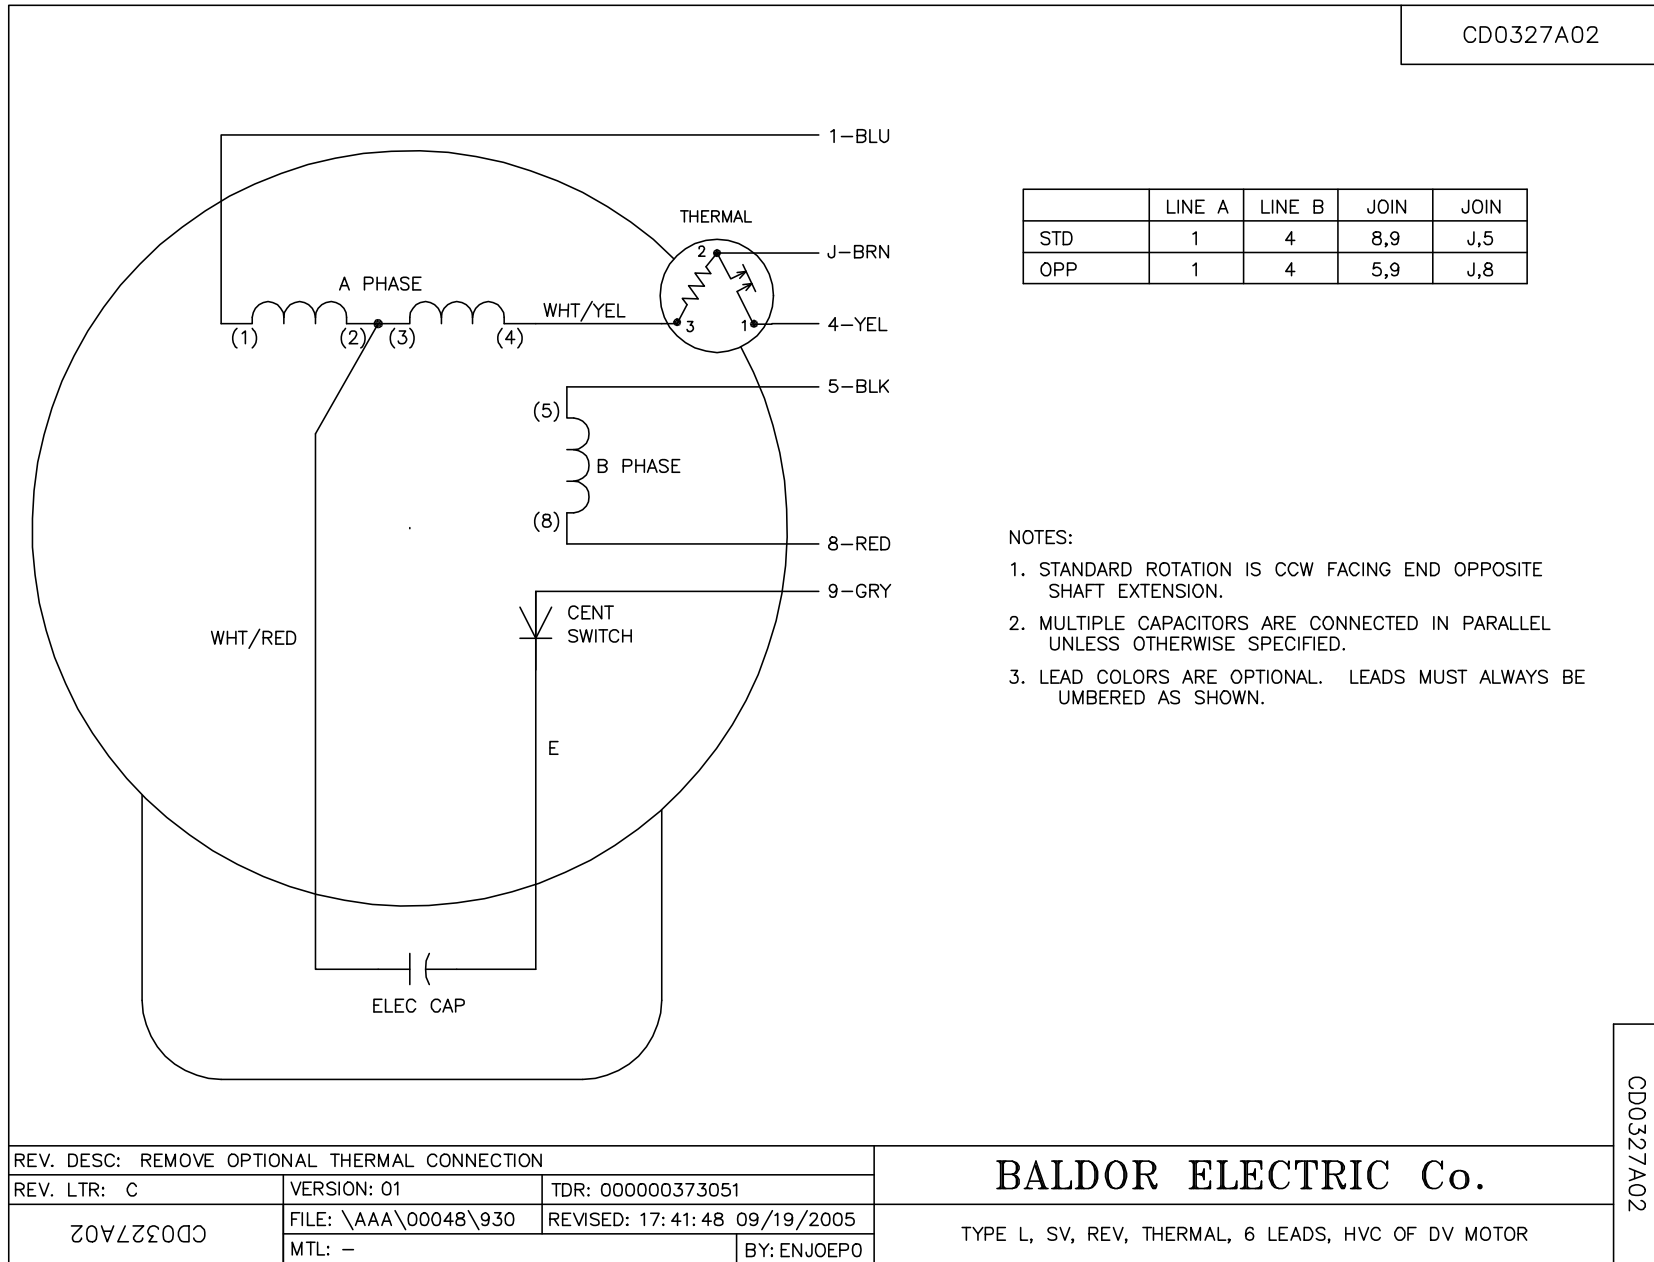 CD0327A02
1-BLU
THERMAL
2
J-BRN
A PHASE
WHT/YEL
3
1
4-YEL
(1)
(2)
(3)
(4)
5-BLK
(5)
B PHASE
(8)
8-RED
9-GRY
CENT
SWITCH
WHT/RED
E
ELEC CAP
LINE A LINE B JOIN JOIN
STD 1 4 8,9 J,5
OPP 1 4 5,9 J,8
NOTES:
1. STANDARD ROTATION IS CCW FACING END OPPOSITE
SHAFT EXTENSION.
2. MULTIPLE CAPACITORS ARE CONNECTED IN PARALLEL
UNLESS OTHERWISE SPECIFIED.
3. LEAD COLORS ARE OPTIONAL. LEADS MUST ALWAYS BE
UMBERED AS SHOWN.
CD0327A02
REV. DESC: REMOVE OPTIONAL THERMAL CONNECTION
REV. LTR: C
VERSION: 01
TDR: 000000373051
CD0327A02
FILE: \AAA\00048\930
REVISED: 17:41:48 09/19/2005
MTL: -
BY: ENJOEP0
BALDOR ELECTRIC Co.
TYPE L, SV, REV, THERMAL, 6 LEADS, HVC OF DV MOTOR